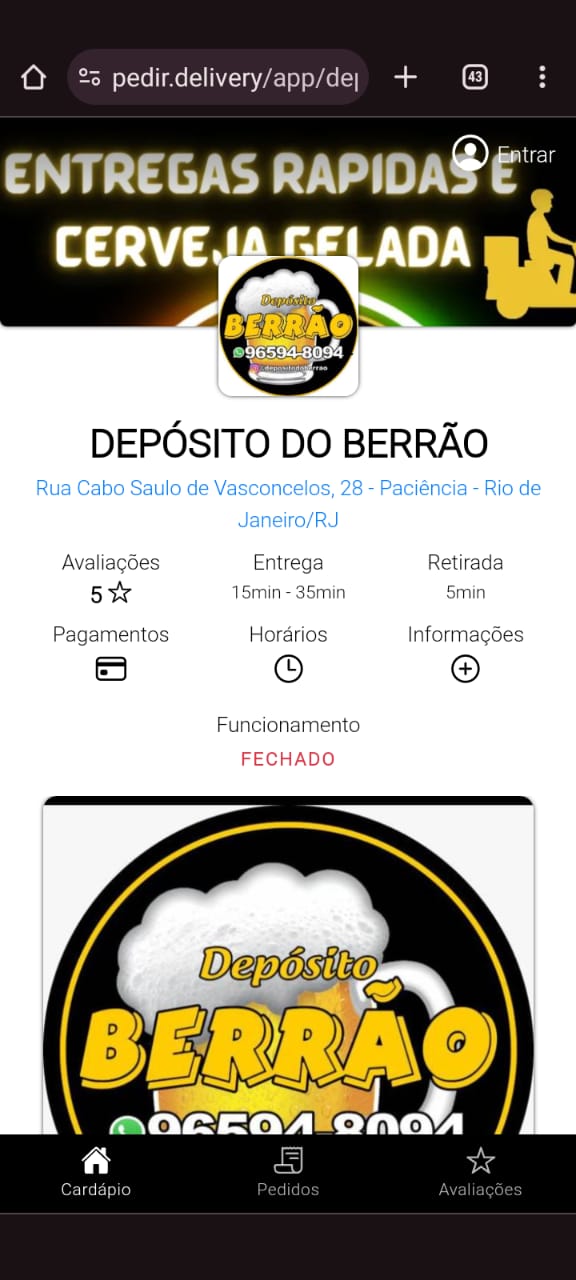 43
pedir.delivery/app/dep
Entrar
ENTREGAS RAPIDAS E
CERVEJA GELADA
Depósito
BERRÃO
96594-8094
@depositodoberrao
DEPÓSITO DO BERRÃO
Rua Cabo Saulo de Vasconcelos, 28 - Paciência - Rio de
Janeiro/RJ
Avaliações Entrega Retirada
5 15min - 35min 5min
Pagamentos Horários Informações
Funcionamento
FECHADO
Depósito
BERRÃO
96594-8094
Cardápio Pedidos Avaliações